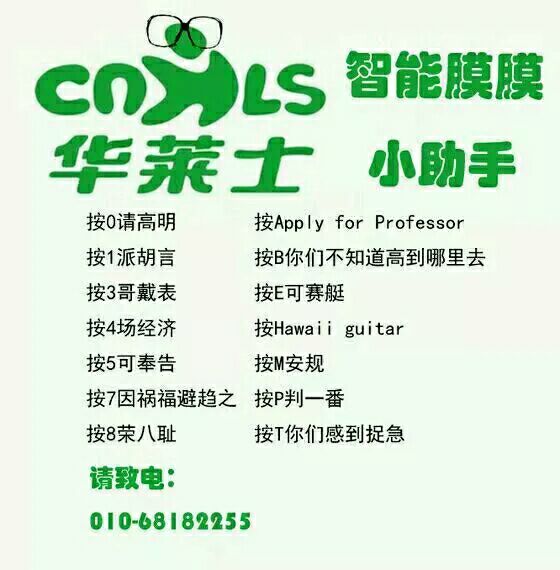 CNHLS
华莱士
智能膜膜
小助手
按0请高明
按1派胡言
按3哥戴表
按4场经济
按5可奉告
按7因祸福避趋之
按8荣八耻
按Apply for Professor
按B你们不知道高到哪里去
按E可赛艇
按Hawaii guitar
按M安规
按P判一番
按T你们感到捉急
请致电:
010-68182255